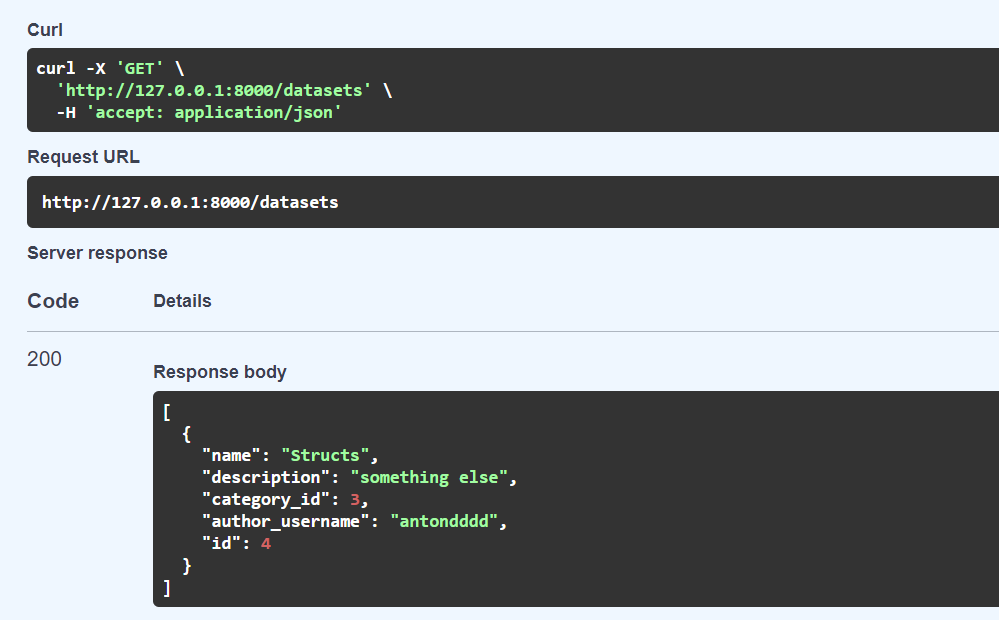 Curl
curl -X 'GET' \
  'http://127.0.0.1:8000/datasets' \
  -H 'accept: application/json'
Request URL
http://127.0.0.1:8000/datasets
Server response
Code Details
200
Response body
[
  {
    "name": "Structs",
    "description": "something else",
    "category_id": 3,
    "author_username": "antondddd",
    "id": 4
  }
]